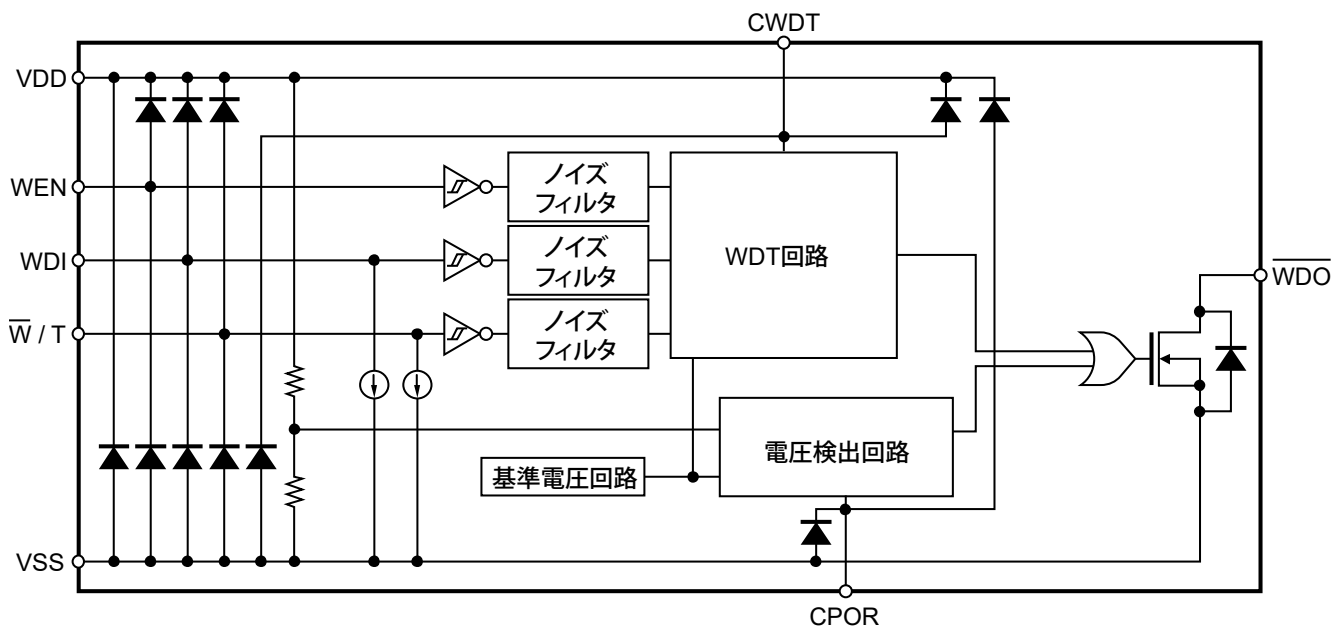 CWDT
VDD
WEN
ノイズ
フィルタ
WDI
ノイズ
フィルタ
WDT回路
WDO
W / T
ノイズ
フィルタ
電圧検出回路
基準電圧回路
VSS
CPOR